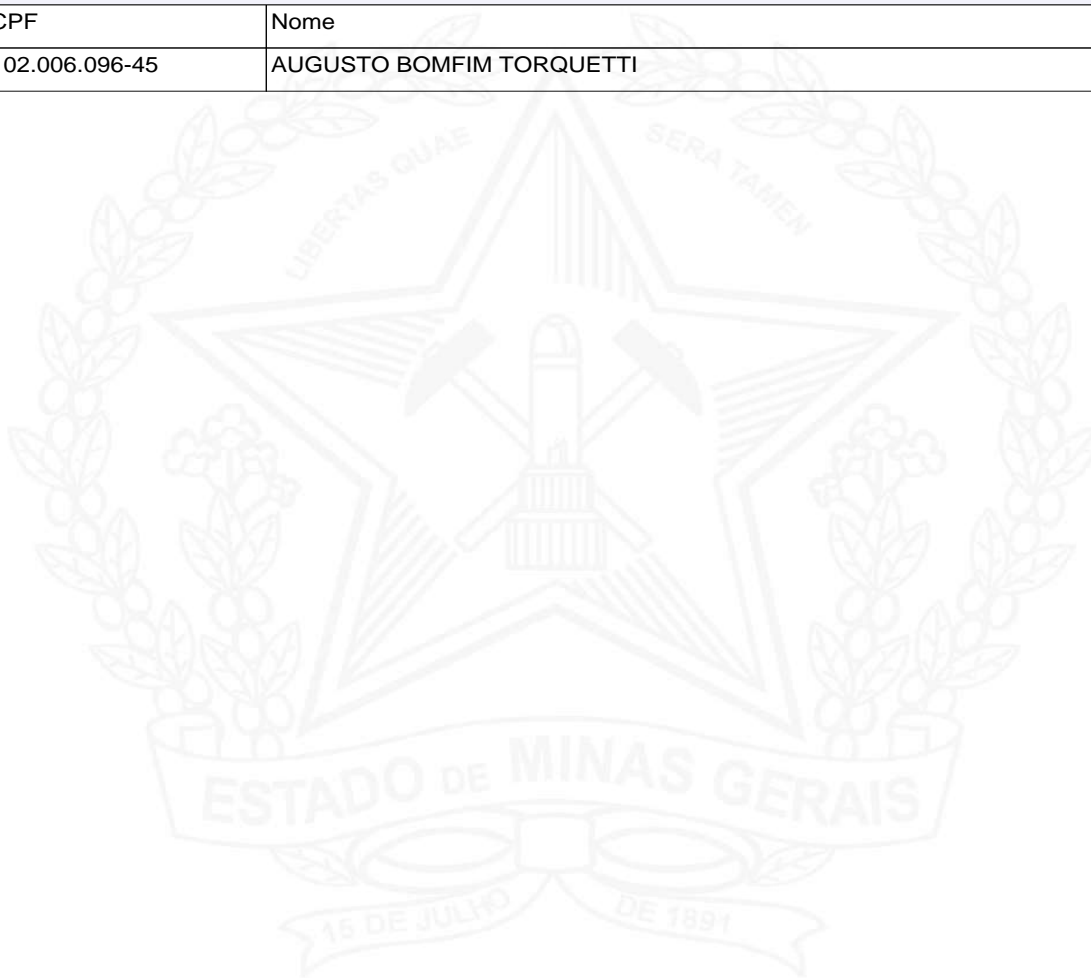 CPF Nome
02.006.096-45 AUGUSTO BOMFIM TORQUETTI
LIBERTAS QUAE SERA TAMEN
ESTADO DE MINAS GERAIS
15 DE JULHO DE 1891